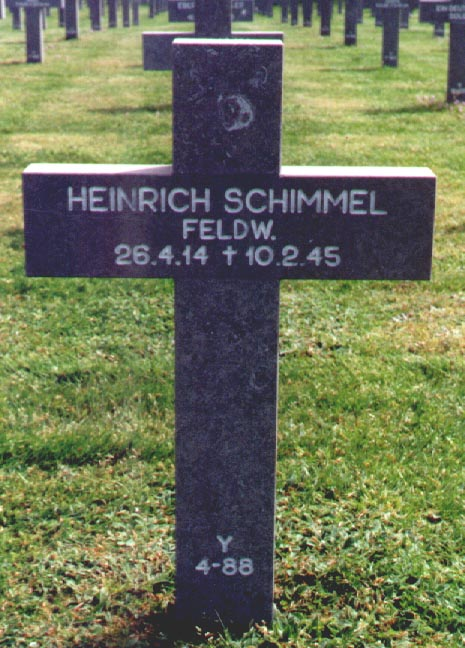 HEINRICH SCHIMMEL
FELDW.
26.4.14 † 10.2.45
Y
4-88